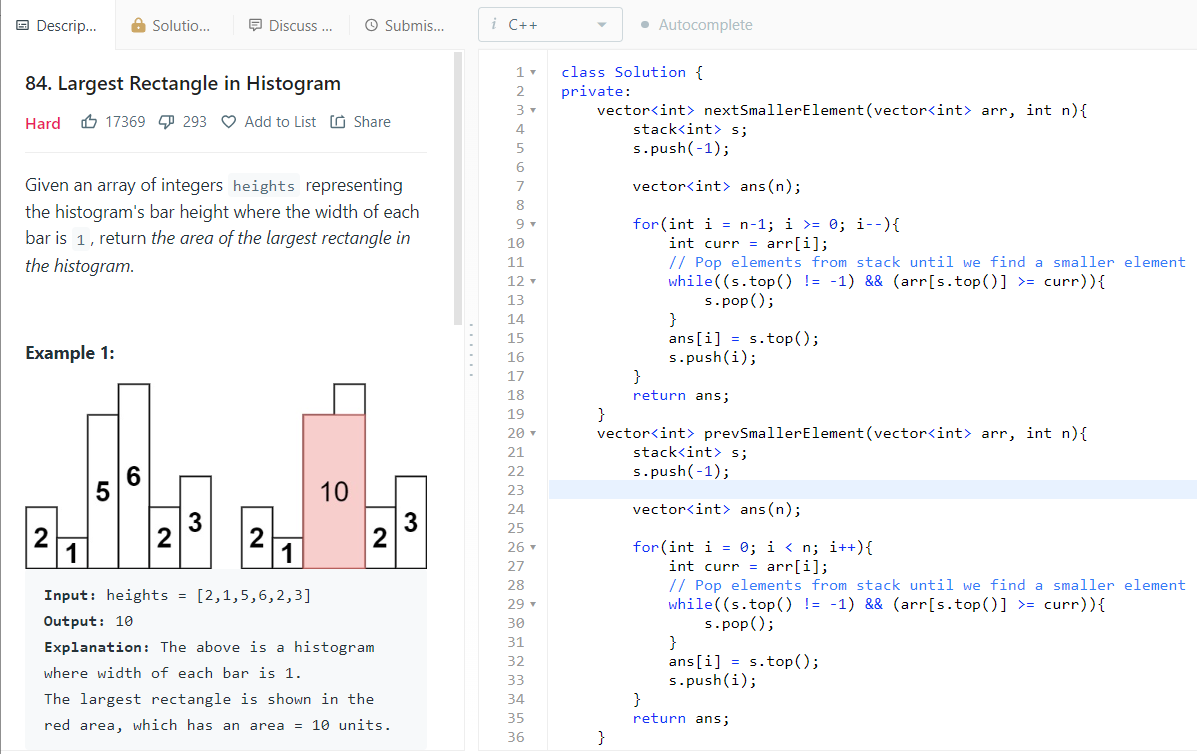 Descrip...
Solutio...
Discuss ...
Submis...
i C++
Autocomplete
84. Largest Rectangle in Histogram
Hard 17369 293 Add to List Share
Given an array of integers heights representing
the histogram's bar height where the width of each
bar is 1, return the area of the largest rectangle in
the histogram.
Example 1:
2
1
5
6
2
3
2
1
10
2
3
Input: heights = [2,1,5,6,2,3]
Output: 10
Explanation: The above is a histogram
where width of each bar is 1.
The largest rectangle is shown in the
red area, which has an area = 10 units.
1 class Solution {
2 private:
3     vector<int> nextSmallerElement(vector<int> arr, int n){
4         stack<int> s;
5         s.push(-1);
6
7         vector<int> ans(n);
8
9         for(int i = n-1; i >= 0; i--){
10             int curr = arr[i];
11             // Pop elements from stack until we find a smaller element
12             while((s.top() != -1) && (arr[s.top()] >= curr)){
13                 s.pop();
14             }
15             ans[i] = s.top();
16             s.push(i);
17         }
18         return ans;
19     }
20     vector<int> prevSmallerElement(vector<int> arr, int n){
21         stack<int> s;
22         s.push(-1);
23
24         vector<int> ans(n);
25
26         for(int i = 0; i < n; i++){
27             int curr = arr[i];
28             // Pop elements from stack until we find a smaller element
29             while((s.top() != -1) && (arr[s.top()] >= curr)){
30                 s.pop();
31             }
32             ans[i] = s.top();
33             s.push(i);
34         }
35         return ans;
36     }